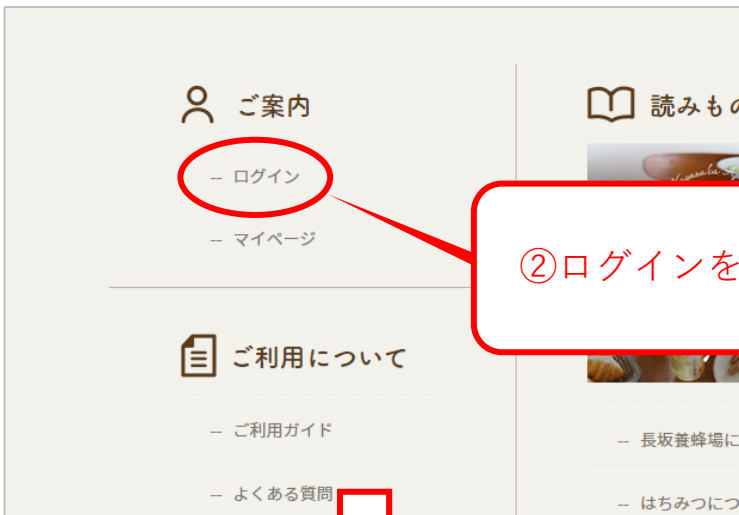 ご案内
-- ログイン
-- マイページ
ご利用について
-- ご利用ガイド
-- よくある質問
読みも
②ログインを
-- 長坂養蜂場に
-- はちみつにつ